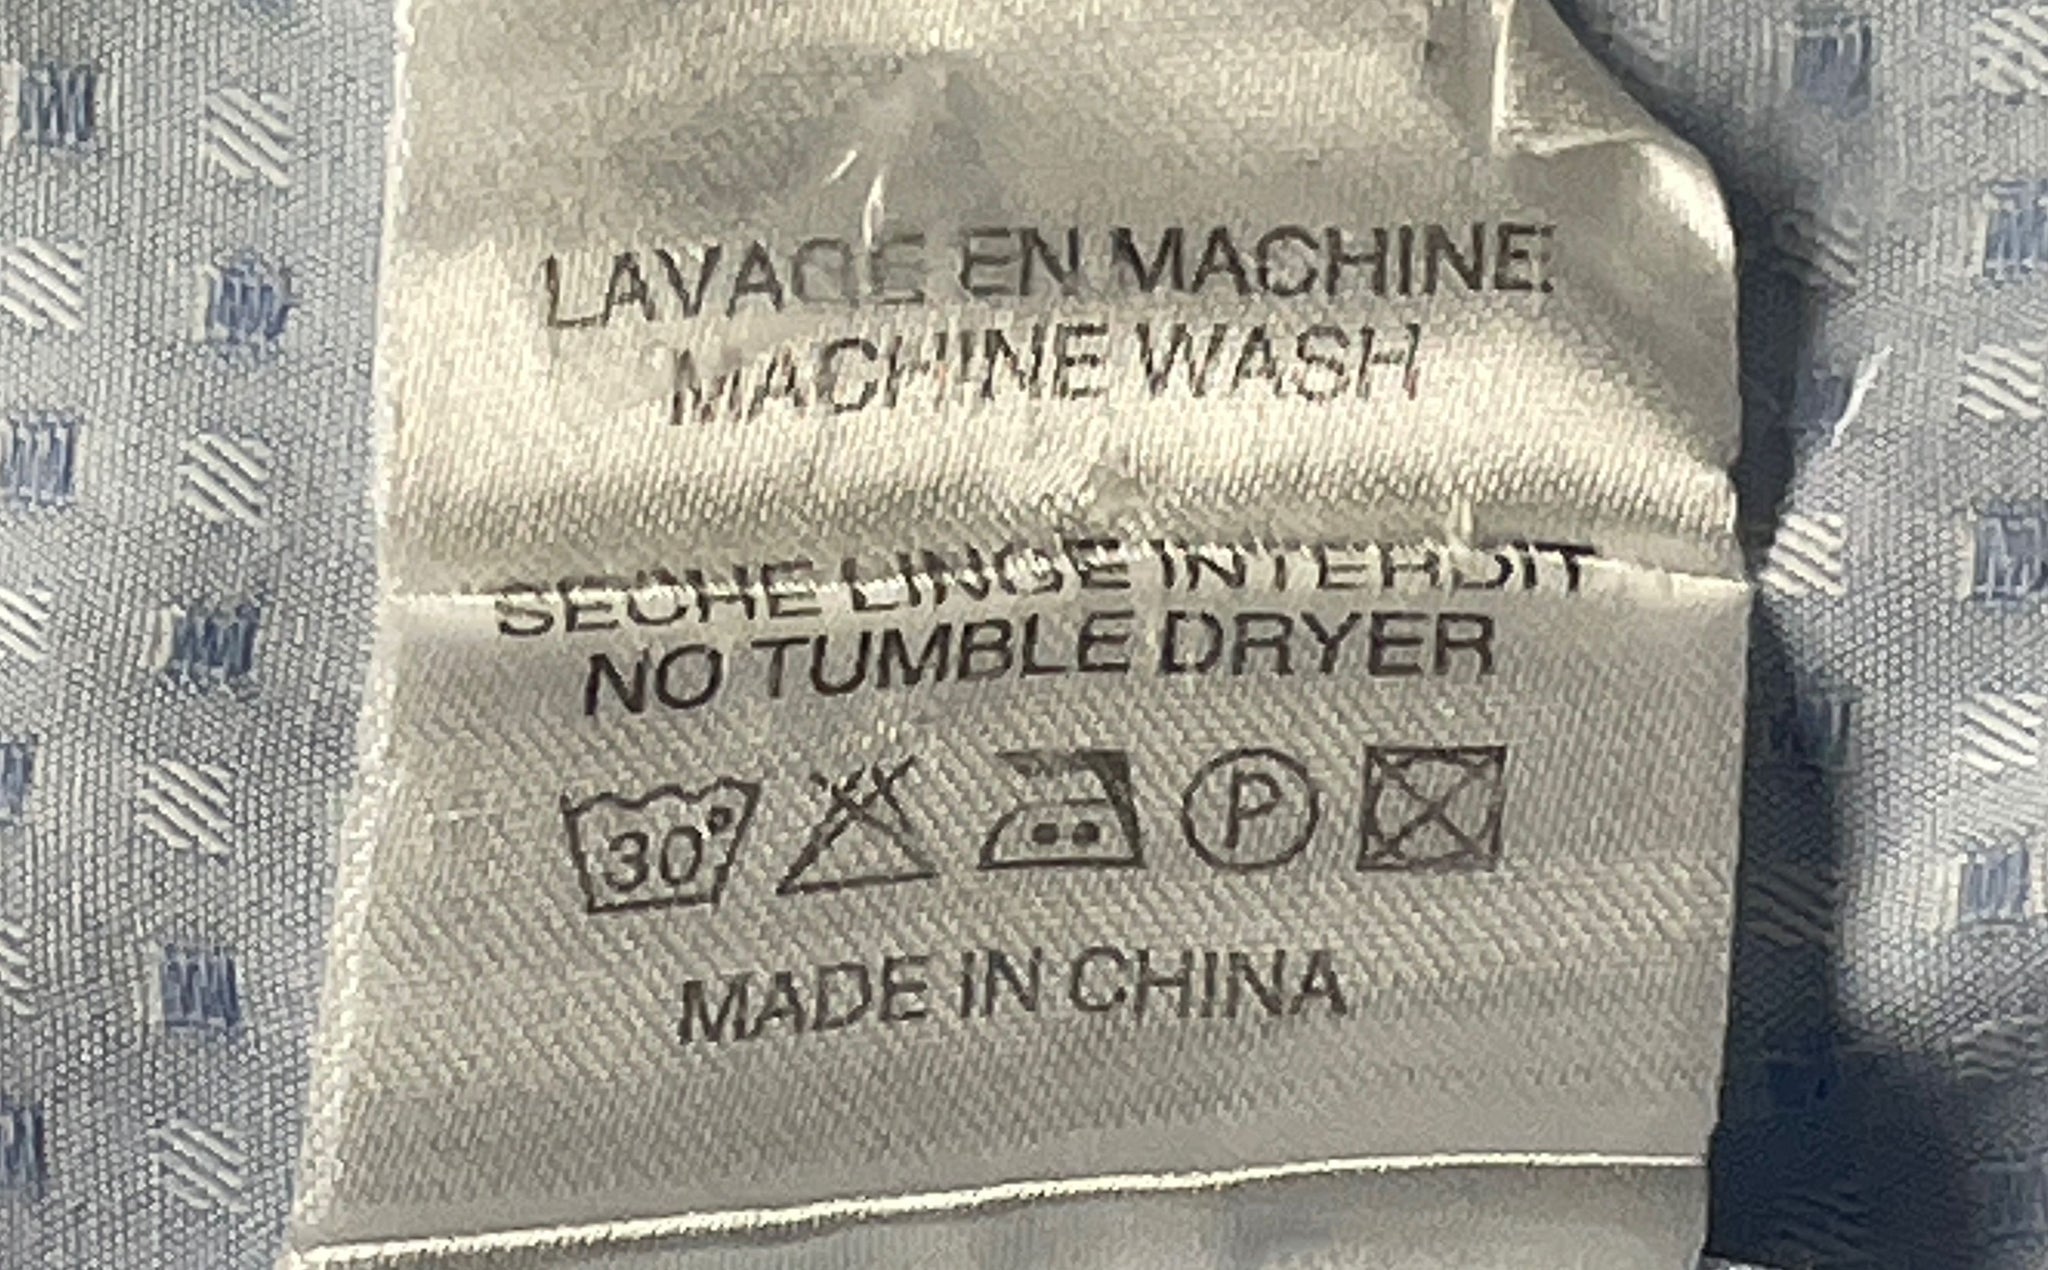 LAVAGE EN MACHINE
MACHINE WASH
SECHE LINGE INTERDIT
NO TUMBLE DRYER
30° P
MADE IN CHINA